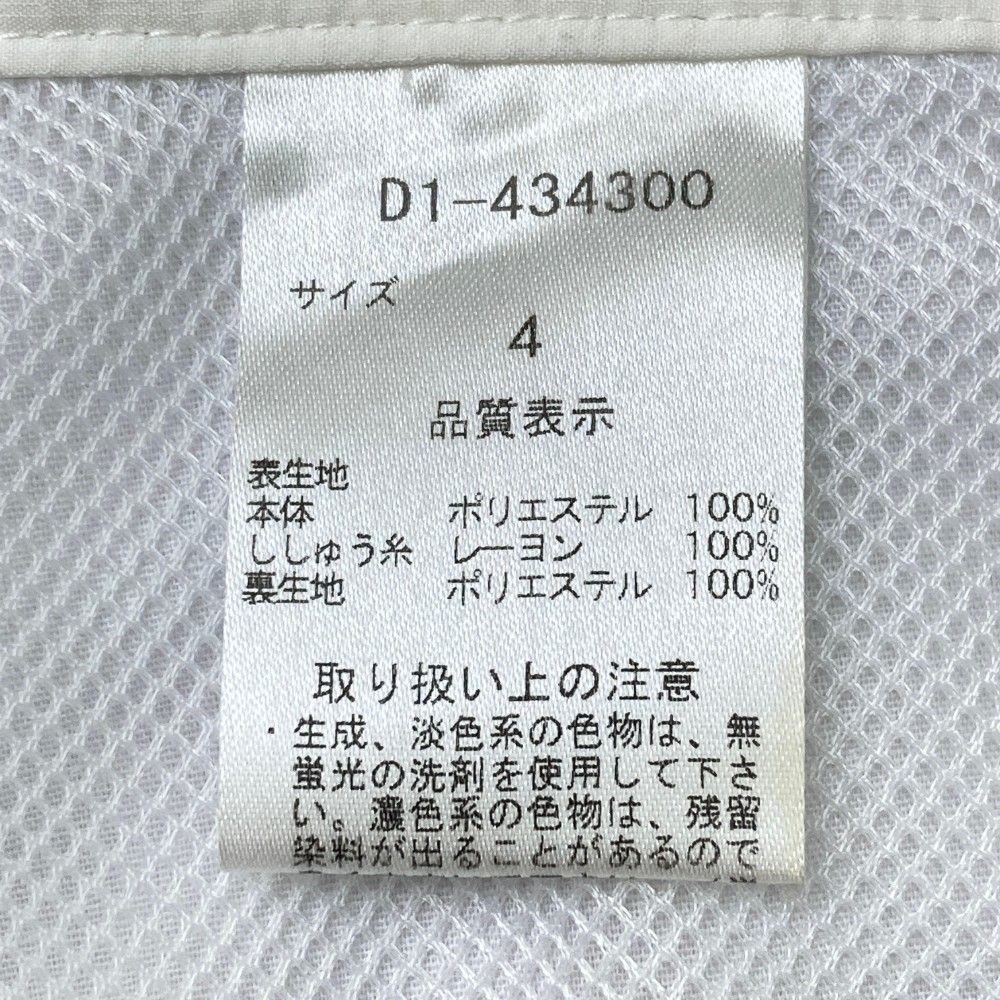 D1-434300
サイズ
4
品質表示
表生地
本体 ポリエステル 100%
ししゅう糸 レーヨン 100%
裏生地 ポリエステル 100%
取り扱い上の注意
・生成、淡色系の色物は、無
蛍光の洗剤を使用して下さ
い。濃色系の色物は、残留
染料が出ることがあるので